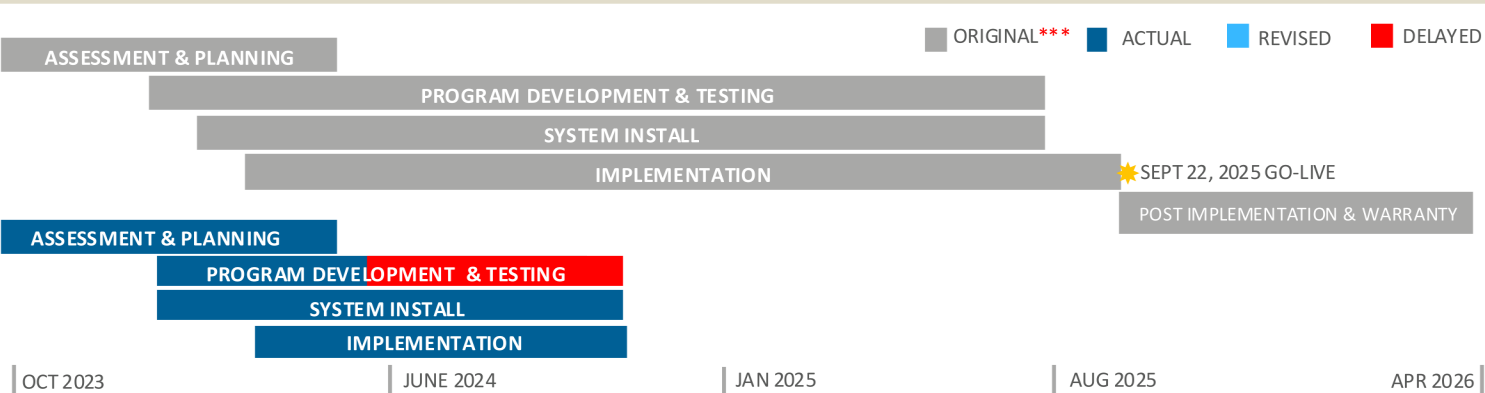 ORIGINAL*** ACTUAL REVISED DELAYED
ASSESSMENT & PLANNING
PROGRAM DEVELOPMENT & TESTING
SYSTEM INSTALL
IMPLEMENTATION
SEPT 22, 2025 GO-LIVE
POST IMPLEMENTATION & WARRANTY
ASSESSMENT & PLANNING
PROGRAM DEVELOPMENT & TESTING
SYSTEM INSTALL
IMPLEMENTATION
OCT 2023 JUNE 2024 JAN 2025 AUG 2025 APR 2026